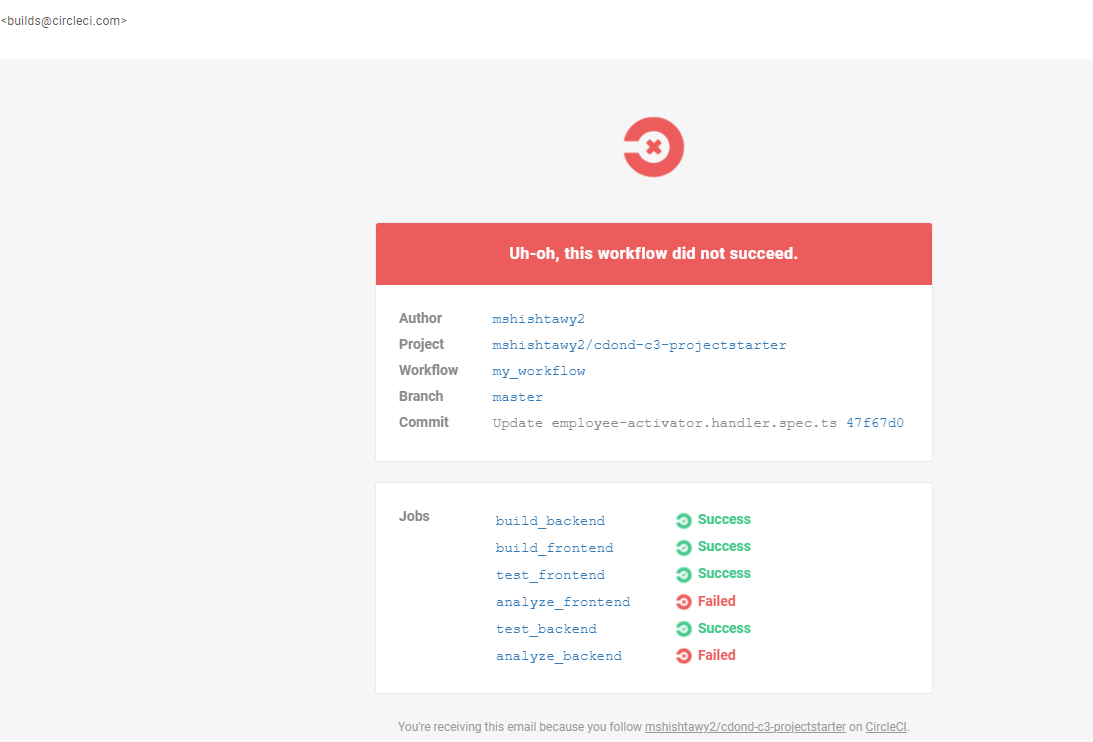 <builds@circleci.com>
Uh-oh, this workflow did not succeed.
Author mshishtawy2
Project mshishtawy2/cdond-c3-projectstarter
Workflow my_workflow
Branch master
Commit Update employee-activator.handler.spec.ts 47f67d0
Jobs
build_backend Success
build_frontend Success
test_frontend Success
analyze_frontend Failed
test_backend Success
analyze_backend Failed
You're receiving this email because you follow mshishtawy2/cdond-c3-projectstarter on CircleCI.